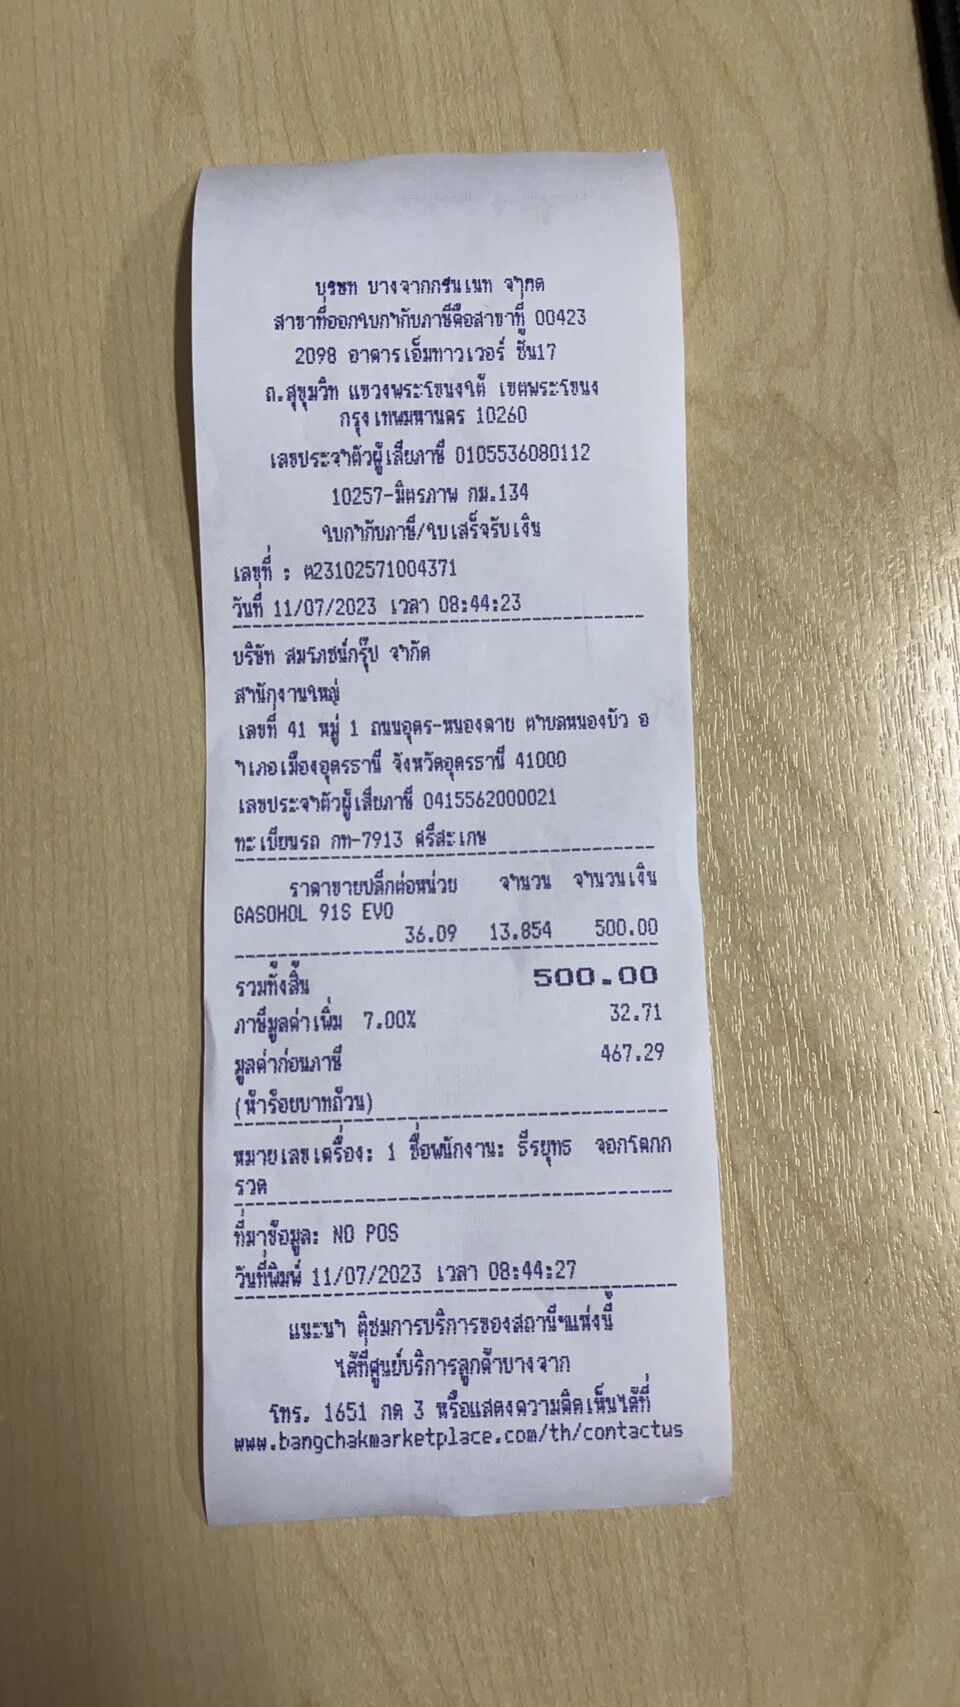 บริษัท บางจากกรีนเนท จำกัด
สาขาที่ออกใบกำกับภาษีคือสาขาที่ 00423
2098 อาคารเอ็มทาวเวอร์ ชั้น17
ถ.สุขุมวิท แขวงพระโขนงใต้ เขตพระโขนง
กรุงเทพมหานคร 10260
เลขประจำตัวผู้เสียภาษี 0105536080112
10257-มิตรภาพ กม.134
ใบกำกับภาษี/ใบเสร็จรับเงิน
เลขที่ : ต23102571004371
วันที่ 11/07/2023 เวลา 08:44:23
บริษัท สมโภชน์กรุ๊ป จำกัด
สำนักงานใหญ่
เลขที่ 41 หมู่ 1 ถนนอุดร-หนองคาย ตำบลหนองบัว อ
ำเภอเมืองอุดรธานี จังหวัดอุดรธานี 41000
เลขประจำตัวผู้เสียภาษี 0415562000021
ทะเบียนรถ กท-7913 ศรีสะเกษ
ราคาขายปลีกต่อหน่วย จำนวน จำนวนเงิน
GASOHOL 91S EVO
36.09 13.854 500.00
รวมทั้งสิ้น 500.00
ภาษีมูลค่าเพิ่ม 7.00% 32.71
มูลค่าก่อนภาษี 467.29
(ห้าร้อยบาทถ้วน)
หมายเลขเครื่อง: 1 ชื่อพนักงาน: ธีรยุทธ จอกโคกก
รวด
ที่มาข้อมูล: NO POS
วันที่พิมพ์ 11/07/2023 เวลา 08:44:27
แนะนำ ติชมการบริการของสถานีฯแห่งนี้
ได้ที่ศูนย์บริการลูกค้าบางจาก
โทร. 1651 กด 3 หรือแสดงความคิดเห็นได้ที่
www.bangchakmarketplace.com/th/contactus